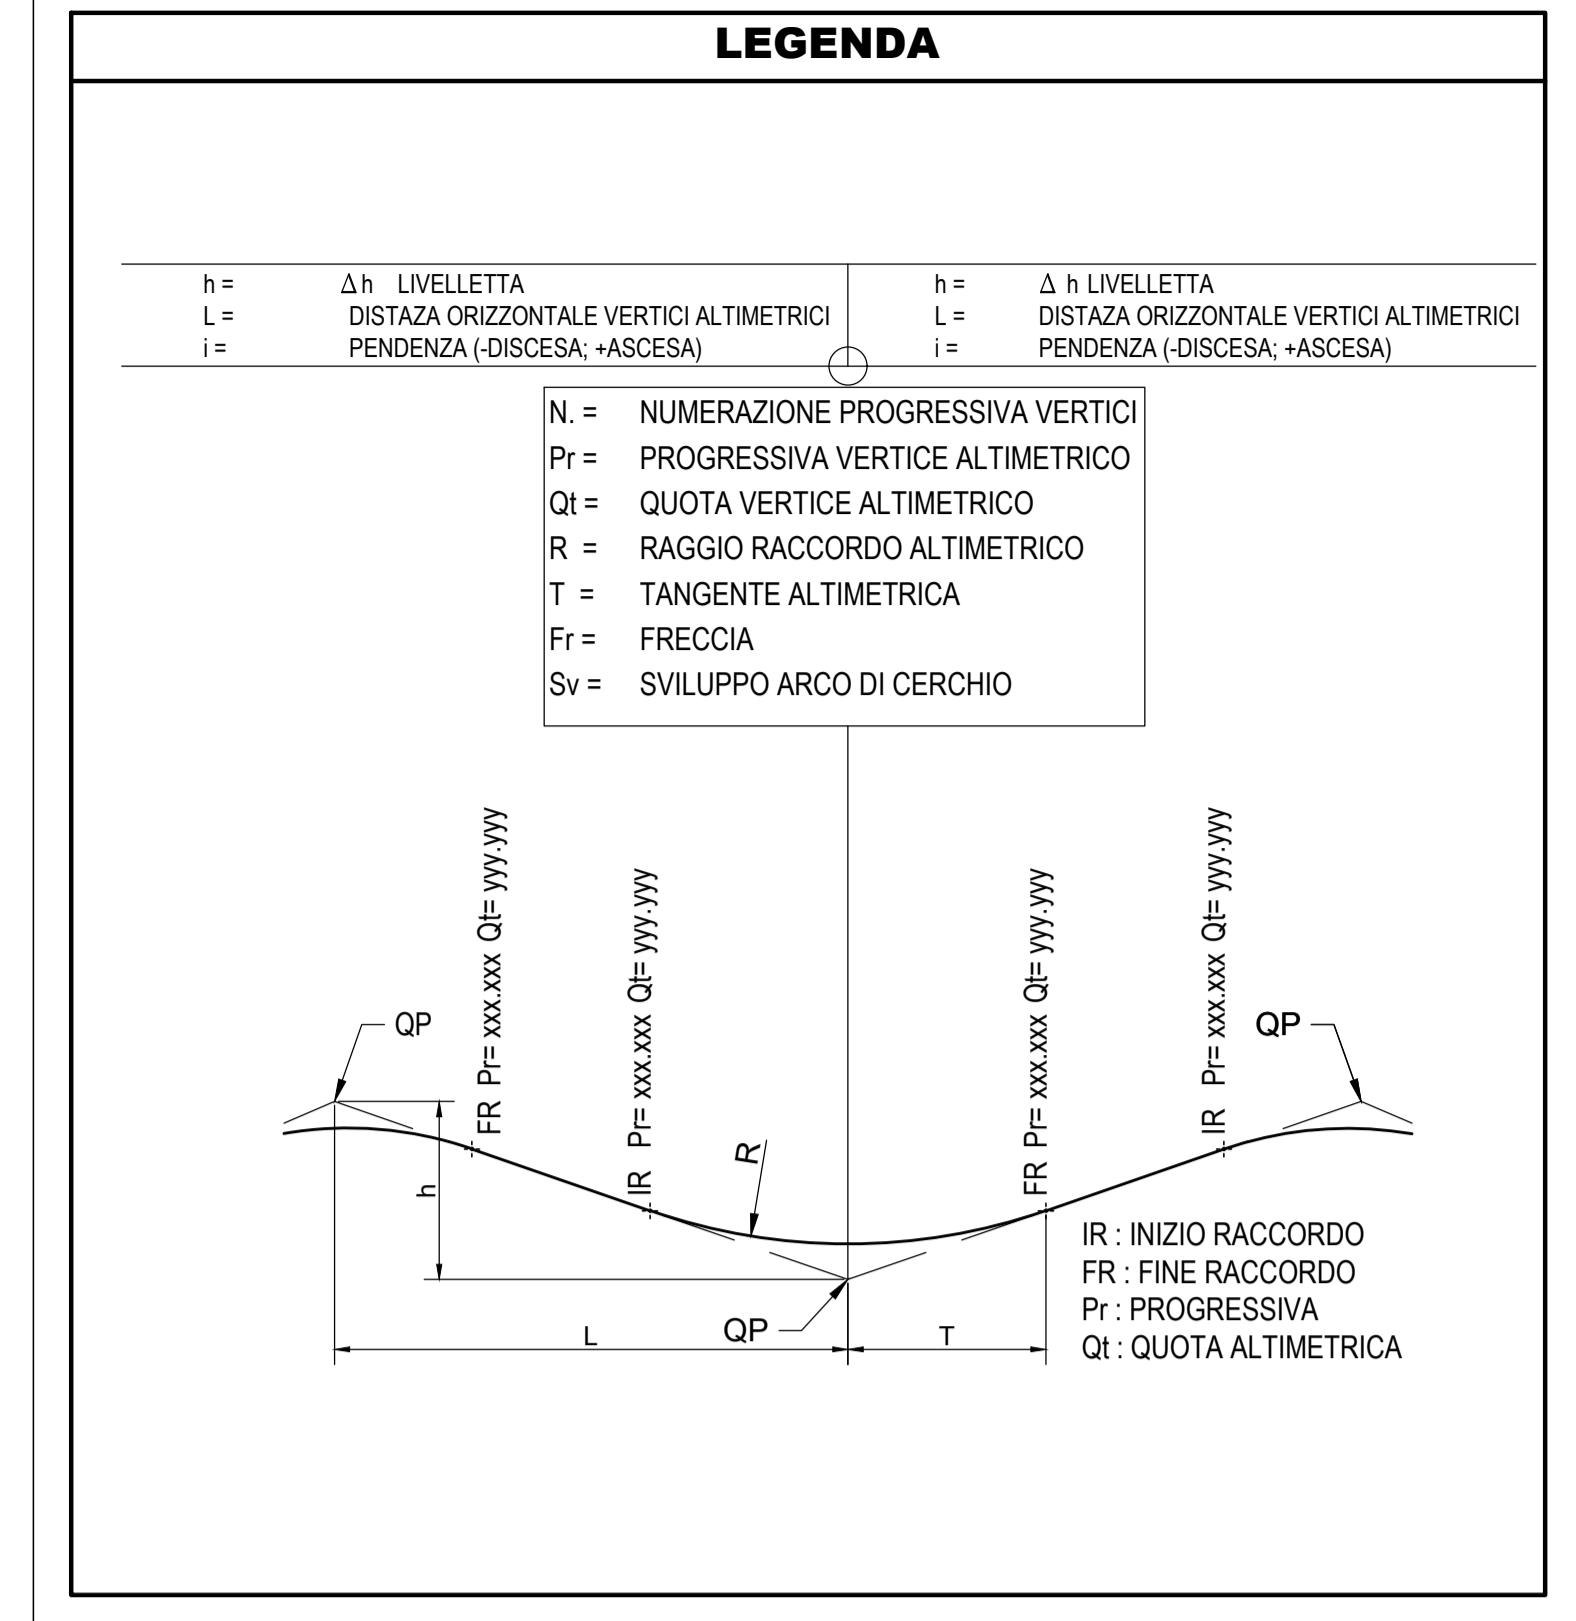 LEGENDA
h = Δ h LIVELLETTA
L = DISTAZA ORIZZONTALE VERTICI ALTIMETRICI
i = PENDENZA (-DISCESA; +ASCESA)
h = Δ h LIVELLETTA
L = DISTAZA ORIZZONTALE VERTICI ALTIMETRICI
i = PENDENZA (-DISCESA; +ASCESA)
N. = NUMERAZIONE PROGRESSIVA VERTICI
Pr = PROGRESSIVA VERTICE ALTIMETRICO
Qt = QUOTA VERTICE ALTIMETRICO
R = RAGGIO RACCORDO ALTIMETRICO
T = TANGENTE ALTIMETRICA
Fr = FRECCIA
Sv = SVILUPPO ARCO DI CERCHIO
QP
FR Pr= xxx.xxx Qt= yyy.yyy
IR Pr= xxx.xxx Qt= yyy.yyy
FR Pr= xxx.xxx Qt= yyy.yyy
IR Pr= xxx.xxx Qt= yyy.yyy
QP
h
R
L
QP
T
IR : INIZIO RACCORDO
FR : FINE RACCORDO
Pr : PROGRESSIVA
Qt : QUOTA ALTIMETRICA